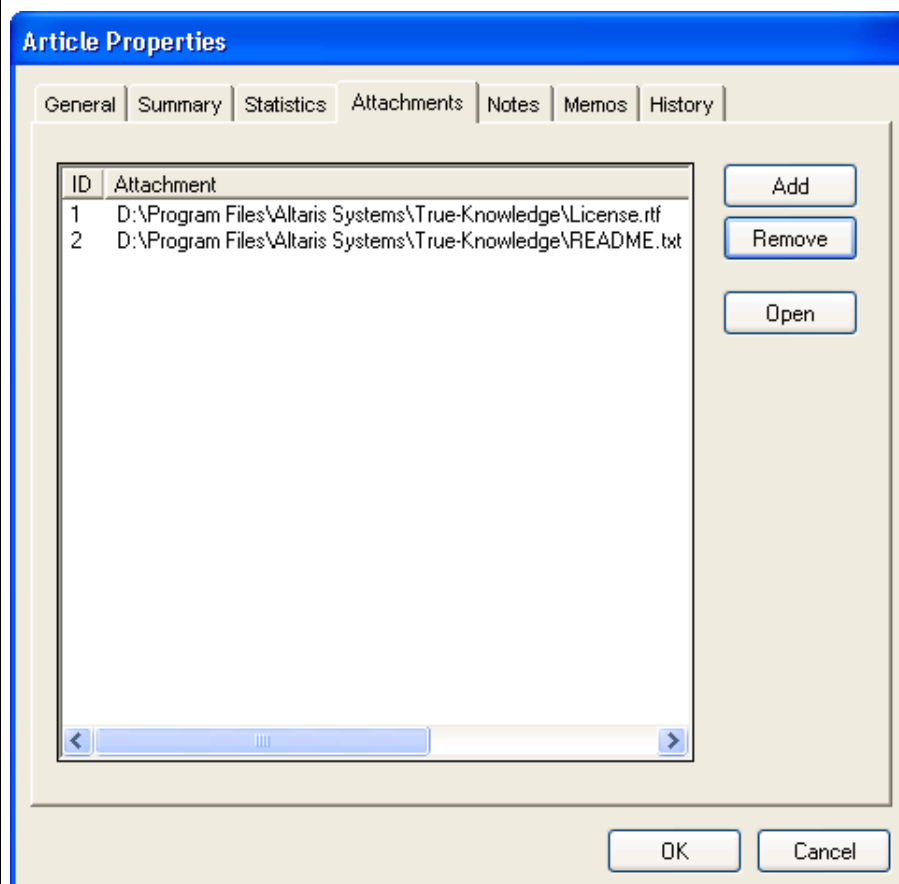 Article Properties
General Summary Statistics Attachments Notes Memos History
ID Attachment
1 D:\Program Files\Altaris Systems\True-Knowledge\License.rtf
2 D:\Program Files\Altaris Systems\True-Knowledge\README.txt
Add
Remove
Open
OK Cancel